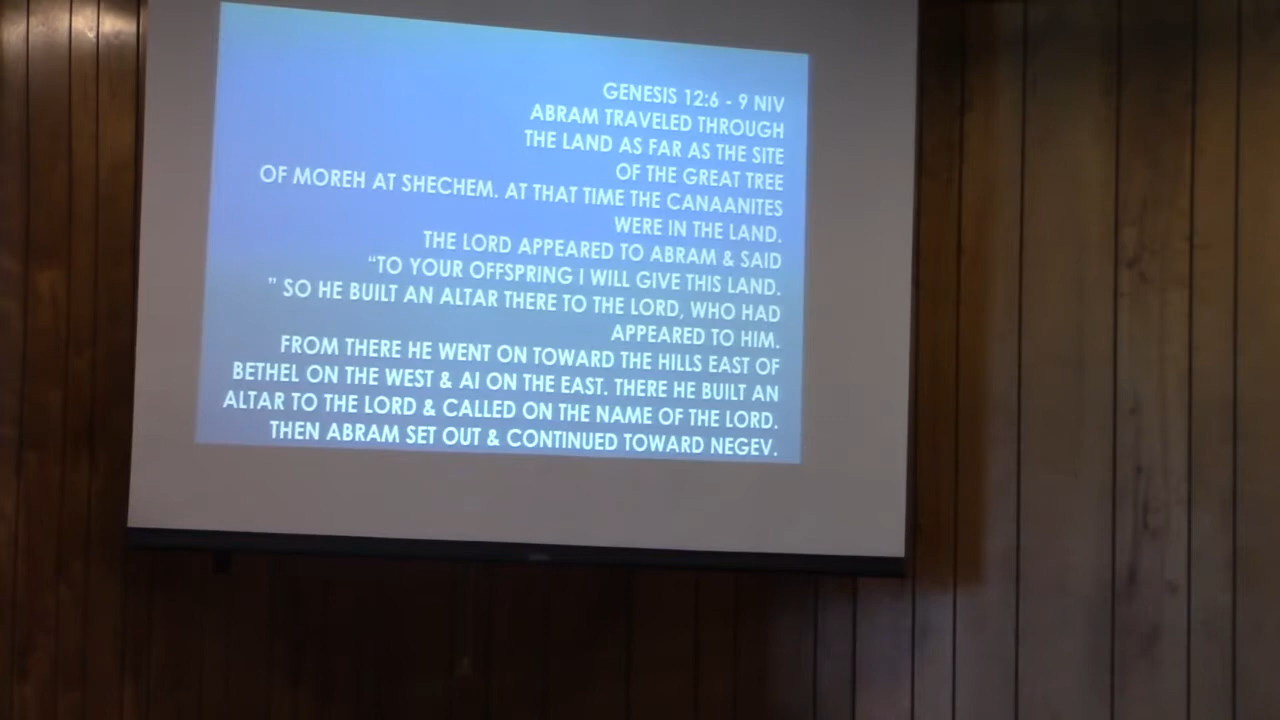 GENESIS 12:6 - 9 NIV
ABRAM TRAVELED THROUGH
THE LAND AS FAR AS THE SITE
OF THE GREAT TREE
OF MOREH AT SHECHEM. AT THAT TIME THE CANAANITES
WERE IN THE LAND.
THE LORD APPEARED TO ABRAM & SAID
“TO YOUR OFFSPRING I WILL GIVE THIS LAND.
” SO HE BUILT AN ALTAR THERE TO THE LORD, WHO HAD
APPEARED TO HIM.
FROM THERE HE WENT ON TOWARD THE HILLS EAST OF
BETHEL ON THE WEST & AI ON THE EAST. THERE HE BUILT AN
ALTAR TO THE LORD & CALLED ON THE NAME OF THE LORD.
THEN ABRAM SET OUT & CONTINUED TOWARD NEGEV.